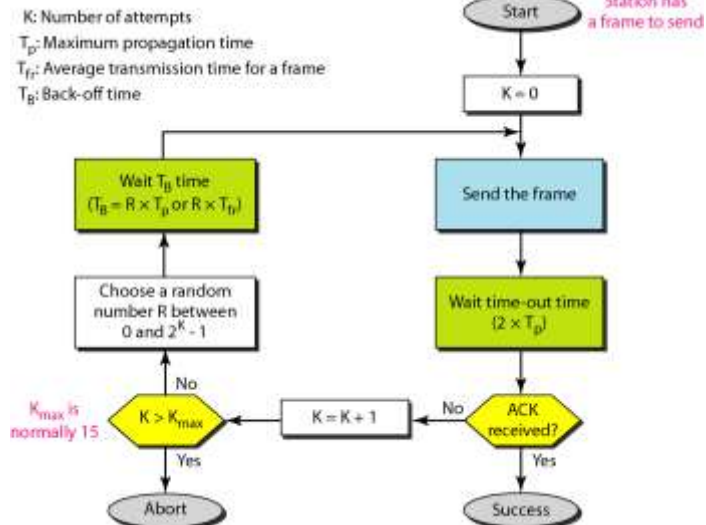 K: Number of attempts
Tp: Maximum propagation time
Tfr: Average transmission time for a frame
TB: Back-off time
Start
Station has
a frame to send
K = 0
Wait TB time
(TB = R × Tp or R × Tfr)
Send the frame
Choose a random
number R between
0 and 2^K - 1
Wait time-out time
(2 × Tp)
No
Kmax is
normally 15
K > Kmax
K = K + 1
No
ACK
received?
Yes
Yes
Abort
Success